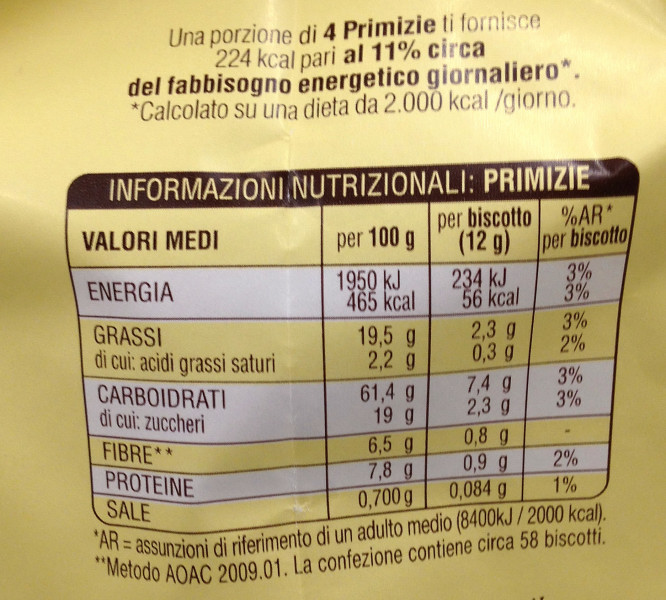 Una porzione di 4 Primizie ti fornisce
224 kcal pari al 11% circa
del fabbisogno energetico giornaliero*.
*Calcolato su una dieta da 2.000 kcal /giorno.
INFORMAZIONI NUTRIZIONALI: PRIMIZIE
VALORI MEDI per 100 g per biscotto (12 g) %AR* per biscotto
ENERGIA 1950 kJ 234 kJ 3%
465 kcal 56 kcal 3%
GRASSI 19,5 g 2,3 g 3%
di cui: acidi grassi saturi 2,2 g 0,3 g 2%
CARBOIDRATI 61,4 g 7,4 g 3%
di cui: zuccheri 19 g 2,3 g 3%
FIBRE** 6,5 g 0,8 g -
PROTEINE 7,8 g 0,9 g 2%
SALE 0,700 g 0,084 g 1%
*AR = assunzioni di riferimento di un adulto medio (8400kJ / 2000 kcal).
**Metodo AOAC 2009.01. La confezione contiene circa 58 biscotti.